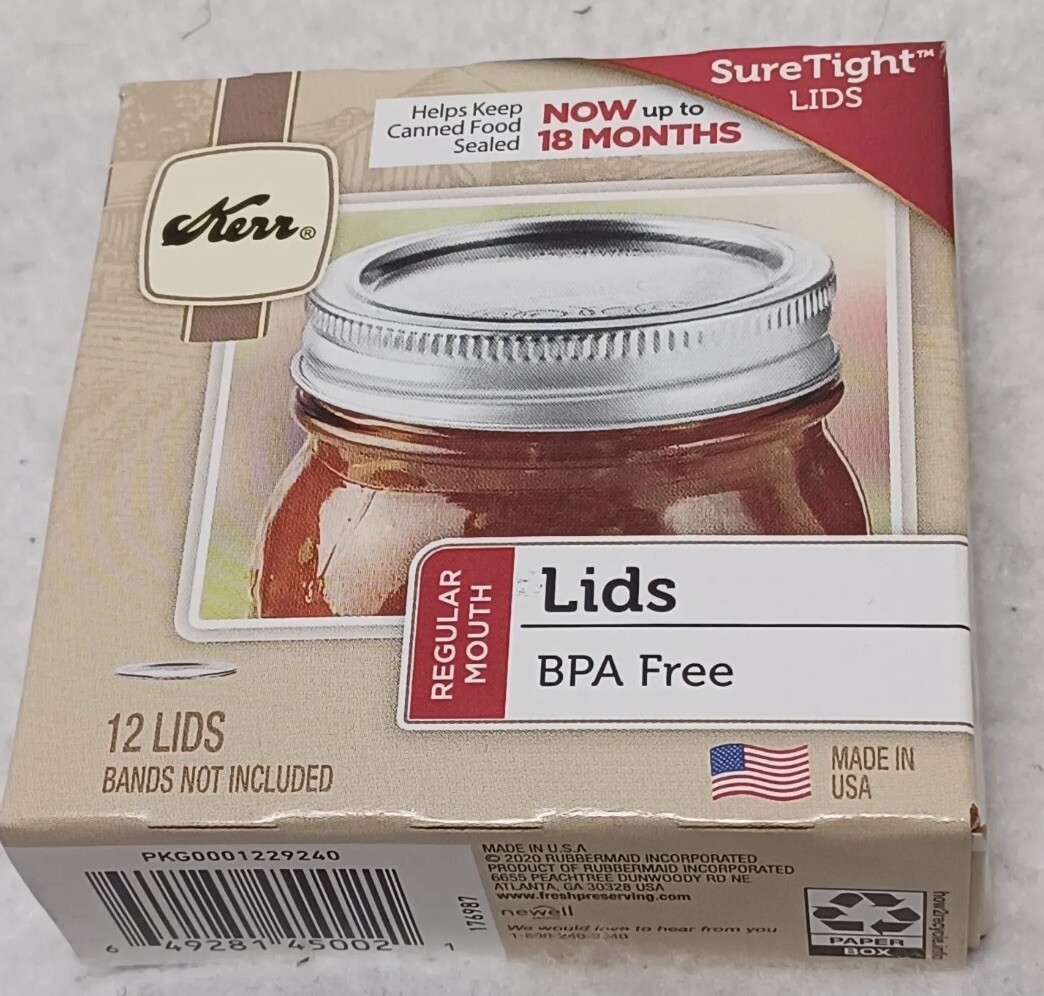 SureTight™
LIDS
Helps Keep
Canned Food
Sealed
NOW up to
18 MONTHS
Kerr®
REGULAR
MOUTH
Lids
BPA Free
12 LIDS
BANDS NOT INCLUDED
MADE IN
USA
PKG0001229240
6 49281 45002 1
176987
MADE IN U.S.A
© 2020 RUBBERMAID INCORPORATED
PRODUCT OF RUBBERMAID INCORPORATED
6655 PEACHTREE DUNWOODY RD NE
ATLANTA, GA 30328 USA
www.freshpreserving.com
newell
We would love to hear from you
PAPER
BOX
how2recycle.info